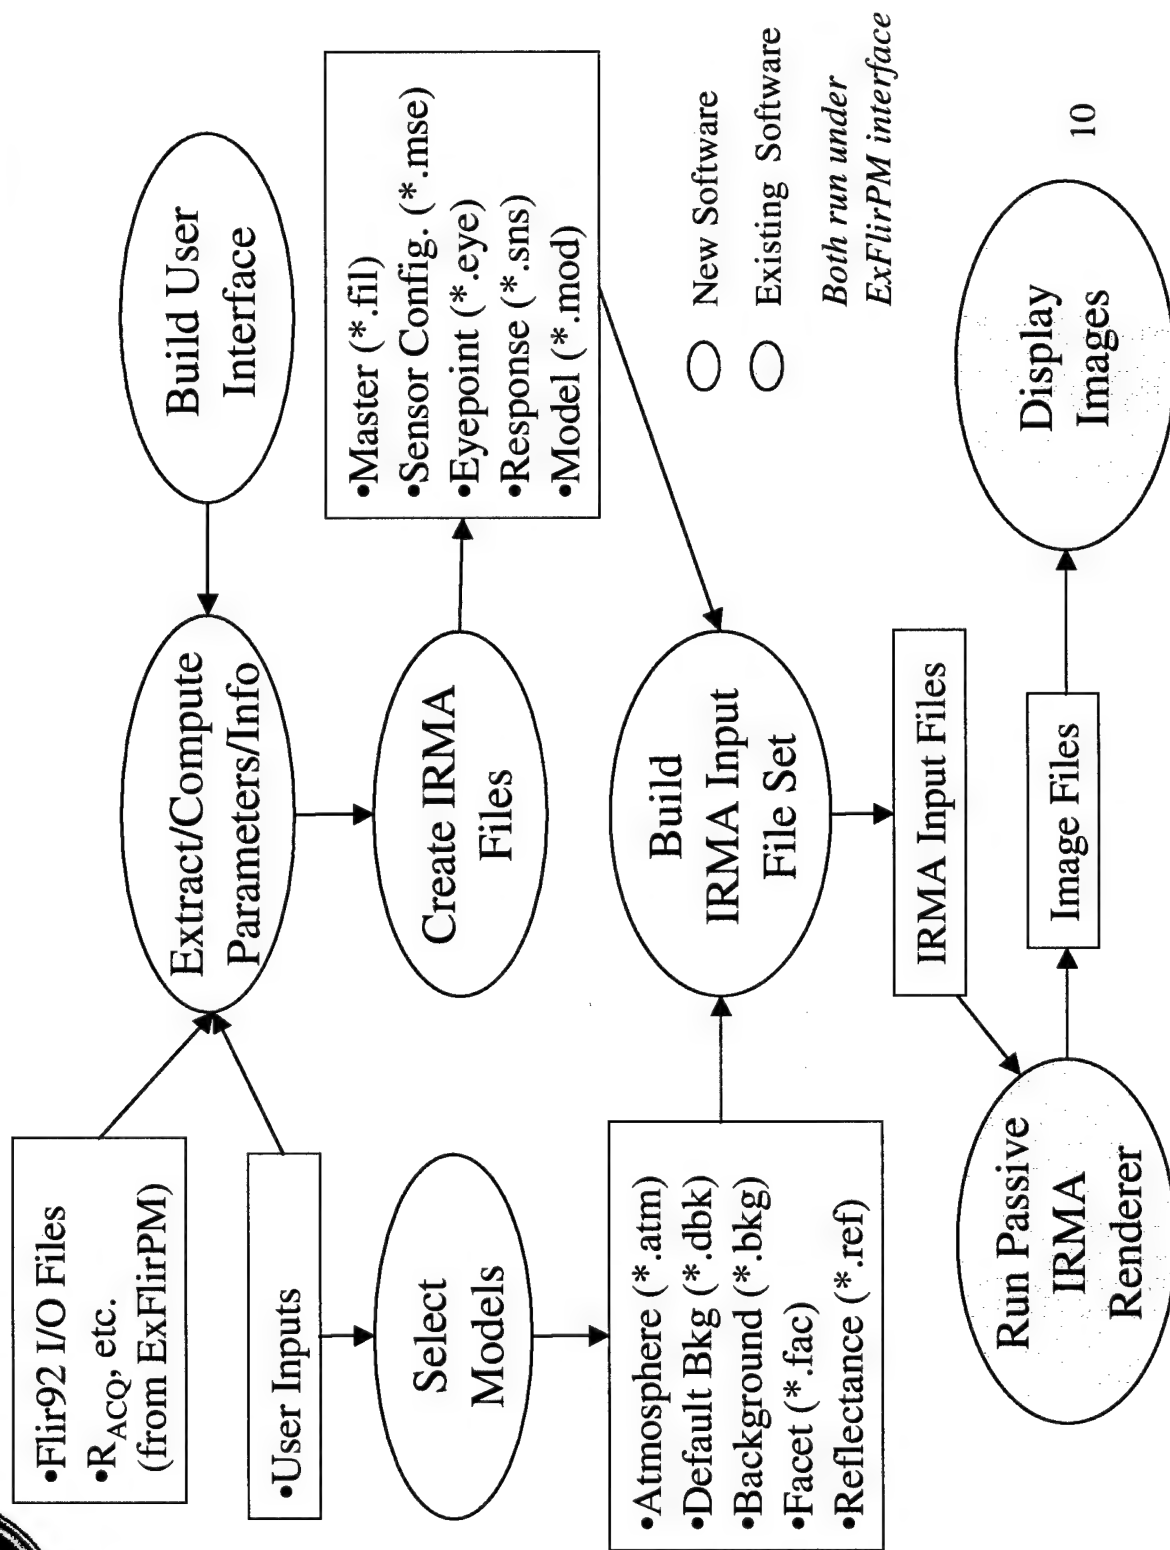 •Flir92 I/O Files
•R_ACQ, etc.
(from ExFlirPM)
•User Inputs
Extract/Compute
Parameters/Info
Build User
Interface
Select
Models
Create IRMA
Files
•Master (*.fil)
•Sensor Config. (*.mse)
•Eyepoint (*.eye)
•Response (*.sns)
•Model (*.mod)
•Atmosphere (*.atm)
•Default Bkg (*.dbk)
•Background (*.bkg)
•Facet (*.fac)
•Reflectance (*.ref)
Build
IRMA Input
File Set
New Software
Existing Software
Both run under
ExFlirPM interface
IRMA Input Files
Run Passive
IRMA
Renderer
Image Files
Display
Images
10